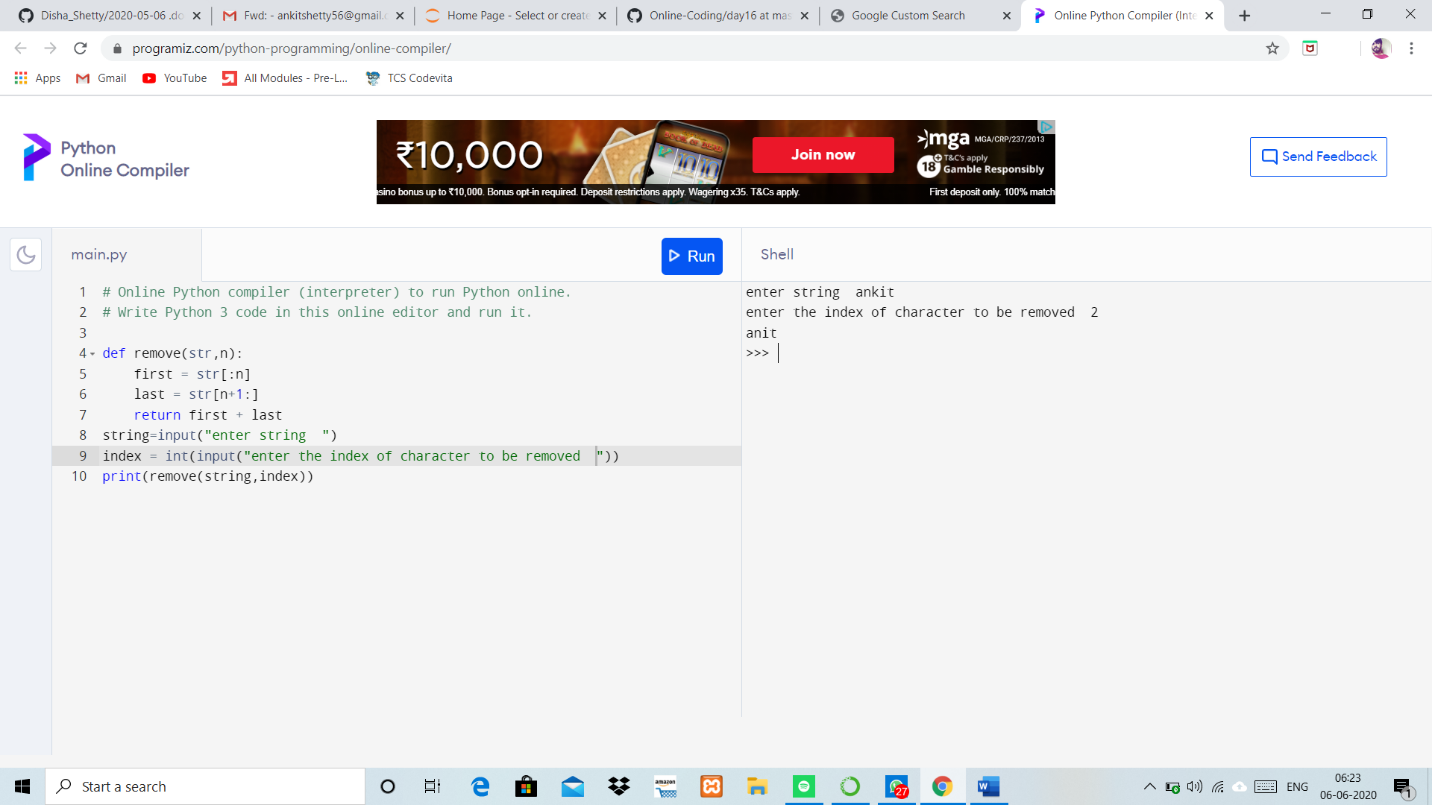 Disha_Shetty/2020-05-06 .do
Fwd: - ankitshetty56@gmail.c
Home Page - Select or create
Online-Coding/day16 at mas
Google Custom Search
Online Python Compiler (Inte
programiz.com/python-programming/online-compiler/
Apps
Gmail
YouTube
All Modules - Pre-L...
TCS Codevita
Python
Online Compiler
₹10,000
Join now
mga MGA/CRP/237/2013
18+ T&C's apply
Gamble Responsibly
sino bonus up to ₹10,000. Bonus opt-in required. Deposit restrictions apply. Wagering x35. T&Cs apply.
First deposit only. 100% match
Send Feedback
main.py
Run
Shell
1 # Online Python compiler (interpreter) to run Python online.
2 # Write Python 3 code in this online editor and run it.
3
4 def remove(str,n):
5 first = str[:n]
6 last = str[n+1:]
7 return first + last
8 string=input("enter string  ")
9 index = int(input("enter the index of character to be removed  "))
10 print(remove(string,index))
enter string  ankit
enter the index of character to be removed  2
anit
>>>
Start a search
amazon
27
ENG
06:23
06-06-2020
1